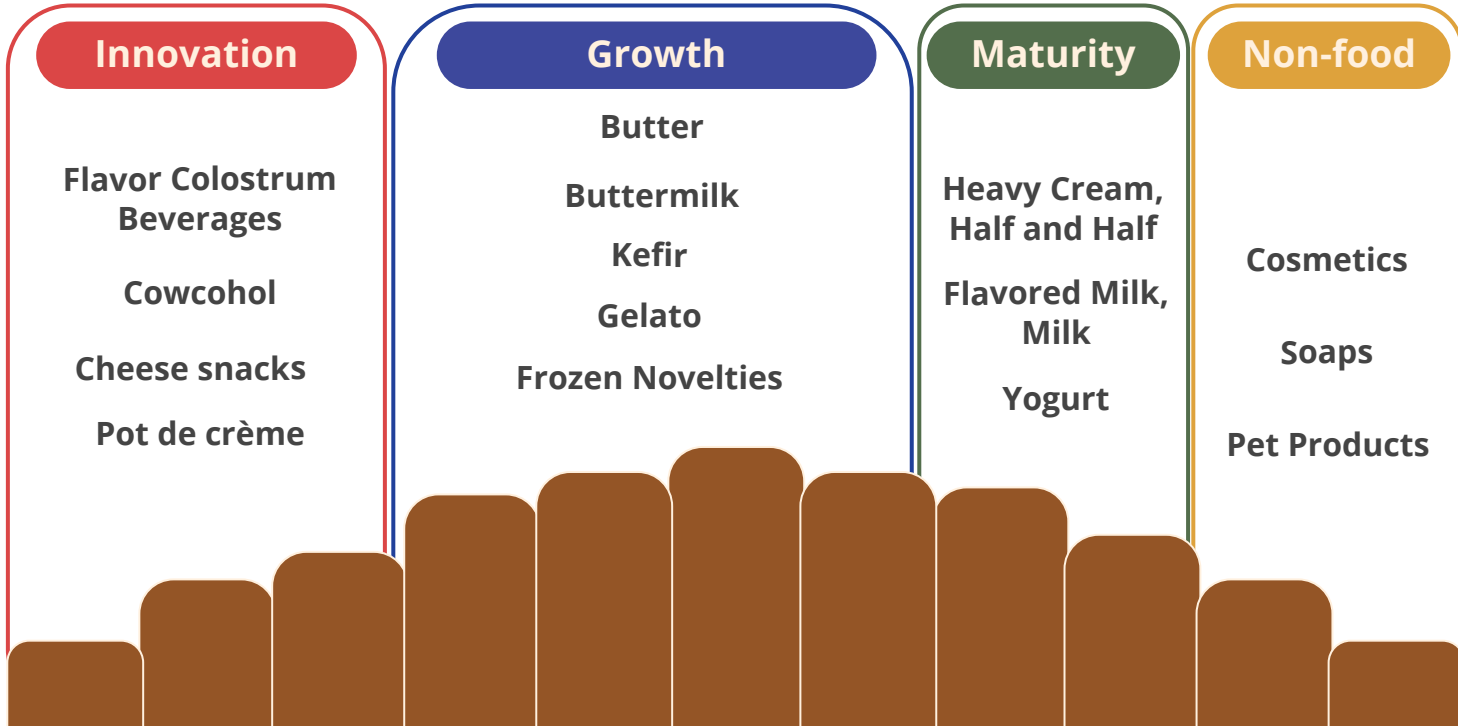 Innovation
Flavor Colostrum
Beverages
Cowcohol
Cheese snacks
Pot de crème
Growth
Butter
Buttermilk
Kefir
Gelato
Frozen Novelties
Maturity
Heavy Cream,
Half and Half
Flavored Milk,
Milk
Yogurt
Non-food
Cosmetics
Soaps
Pet Products